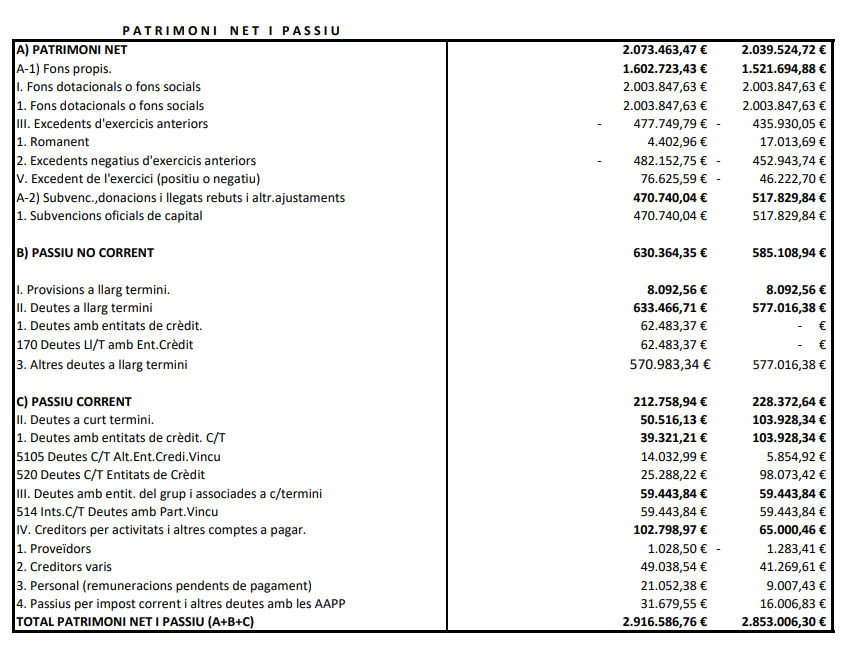 PATRIMONI NET I PASSIU
A) PATRIMONI NET 2.073.463,47 € 2.039.524,72 €
A-1) Fons propis. 1.602.723,43 € 1.521.694,88 €
I. Fons dotacionals o fons socials 2.003.847,63 € 2.003.847,63 €
1. Fons dotacionals o fons socials 2.003.847,63 € 2.003.847,63 €
III. Excedents d'exercicis anteriors - 477.749,79 € - 435.930,05 €
1. Romanent 4.402,96 € 17.013,69 €
2. Excedents negatius d'exercicis anteriors - 482.152,75 € - 452.943,74 €
V. Excedent de l'exercici (positiu o negatiu) 76.625,59 € - 46.222,70 €
A-2) Subvenc.,donacions i llegats rebuts i altr.ajustaments 470.740,04 € 517.829,84 €
1. Subvencions oficials de capital 470.740,04 € 517.829,84 €
B) PASSIU NO CORRENT 630.364,35 € 585.108,94 €
I. Provisions a llarg termini. 8.092,56 € 8.092,56 €
II. Deutes a llarg termini 633.466,71 € 577.016,38 €
1. Deutes amb entitats de crèdit. 62.483,37 € - €
170 Deutes Ll/T amb Ent.Crèdit 62.483,37 € - €
3. Altres deutes a llarg termini 570.983,34 € 577.016,38 €
C) PASSIU CORRENT 212.758,94 € 228.372,64 €
II. Deutes a curt termini. 50.516,13 € 103.928,34 €
1. Deutes amb entitats de crèdit. C/T 39.321,21 € 103.928,34 €
5105 Deutes C/T Alt.Ent.Credi.Vincu 14.032,99 € 5.854,92 €
520 Deutes C/T Entitats de Crèdit 25.288,22 € 98.073,42 €
III. Deutes amb entit. del grup i associades a c/termini 59.443,84 € 59.443,84 €
514 Ints.C/T Deutes amb Part.Vincu 59.443,84 € 59.443,84 €
IV. Creditors per activitats i altres comptes a pagar. 102.798,97 € 65.000,46 €
1. Proveïdors 1.028,50 € - 1.283,41 €
2. Creditors varis 49.038,54 € 41.269,61 €
3. Personal (remuneracions pendents de pagament) 21.052,38 € 9.007,43 €
4. Passius per impost corrent i altres deutes amb les AAPP 31.679,55 € 16.006,83 €
TOTAL PATRIMONI NET I PASSIU (A+B+C) 2.916.586,76 € 2.853.006,30 €